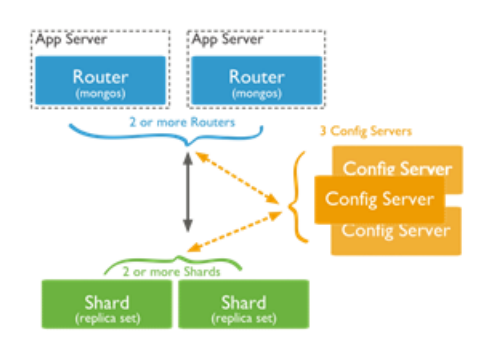 App Server
App Server
Router
(mongos)
Router
(mongos)
2 or more Routers
3 Config Servers
Config Server
Config Server
Config Server
2 or more Shards
Shard
(replica set)
Shard
(replica set)